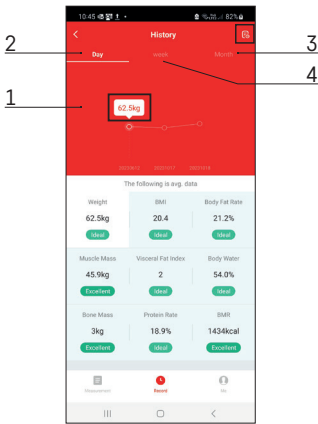 10:45
82%
2
History
3
Day
week
Month
4
1
62.5kg
The following is avg. data
Weight
BMI
Body Fat Rate
62.5kg
20.4
21.2%
Ideal
Ideal
Ideal
Muscle Mass
Visceral Fat Index
Body Water
45.9kg
2
54.0%
Excellent
Ideal
Ideal
Bone Mass
Protein Rate
BMR
3kg
18.9%
1434kcal
Excellent
Ideal
Excellent
Measurement
Record
Me